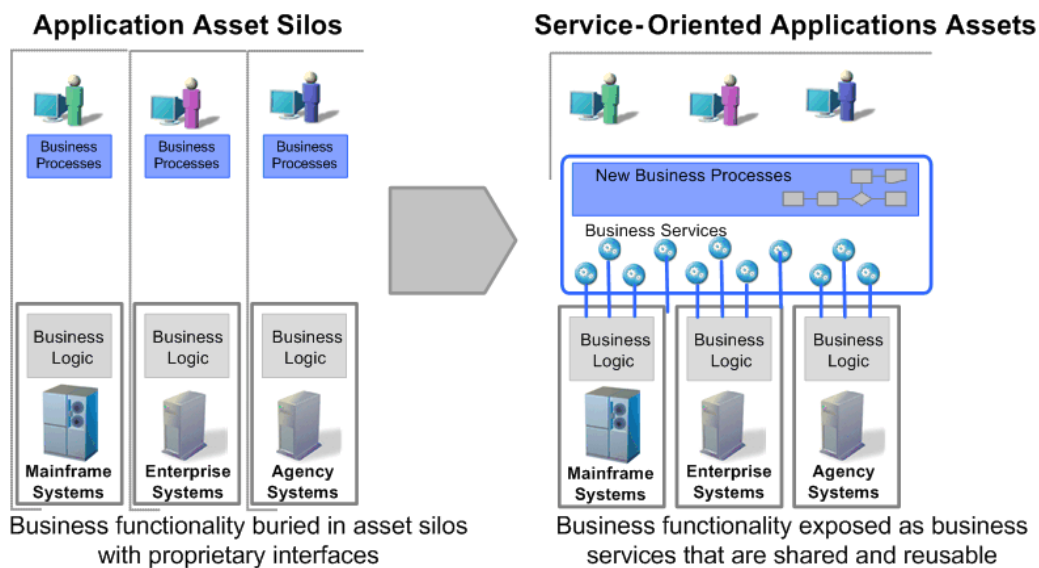 Application Asset Silos
Business
Processes
Business
Processes
Business
Processes
Business
Logic
Business
Logic
Business
Logic
Mainframe
Systems
Enterprise
Systems
Agency
Systems
Business functionality buried in asset silos
with proprietary interfaces
Service-Oriented Applications Assets
New Business Processes
Business Services
Business
Logic
Business
Logic
Business
Logic
Mainframe
Systems
Enterprise
Systems
Agency
Systems
Business functionality exposed as business
services that are shared and reusable